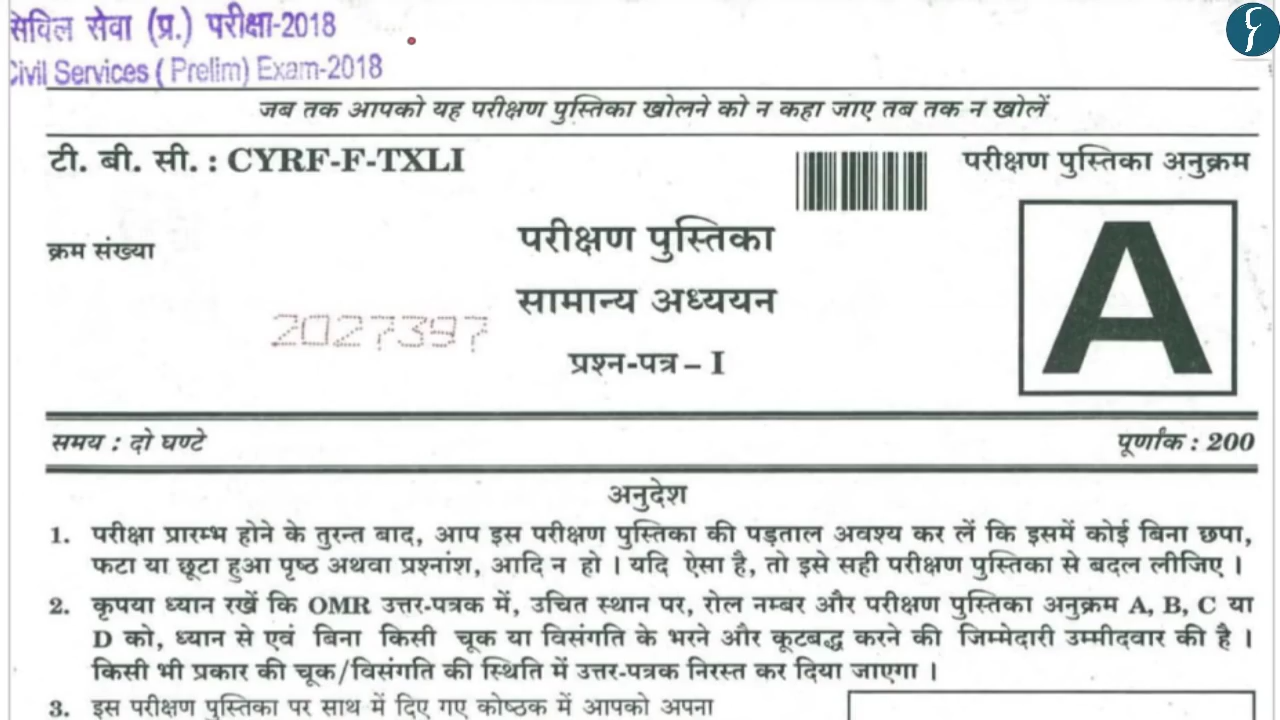 सिविल सेवा (प्र.) परीक्षा-2018
Civil Services ( Prelim) Exam-2018
जब तक आपको यह परीक्षण पुस्तिका खोलने को न कहा जाए तब तक न खोलें
टी. बी. सी. : CYRF-F-TXLI
परीक्षण पुस्तिका अनुक्रम
क्रम संख्या
परीक्षण पुस्तिका
A
सामान्य अध्ययन
2027397
प्रश्न-पत्र – I
समय : दो घण्टे
पूर्णांक : 200
अनुदेश
1. परीक्षा प्रारम्भ होने के तुरन्त बाद, आप इस परीक्षण पुस्तिका की पड़ताल अवश्य कर लें कि इसमें कोई बिना छपा,
फटा या छूटा हुआ पृष्ठ अथवा प्रश्नांश, आदि न हो । यदि ऐसा है, तो इसे सही परीक्षण पुस्तिका से बदल लीजिए ।
2. कृपया ध्यान रखें कि OMR उत्तर-पत्रक में, उचित स्थान पर, रोल नम्बर और परीक्षण पुस्तिका अनुक्रम A, B, C या
D को, ध्यान से एवं बिना किसी चूक या विसंगति के भरने और कूटबद्ध करने की जिम्मेदारी उम्मीदवार की है ।
किसी भी प्रकार की चूक/विसंगति की स्थिति में उत्तर-पत्रक निरस्त कर दिया जाएगा ।
3. इस परीक्षण पुस्तिका पर साथ में दिए गए कोष्ठक में आपको अपना